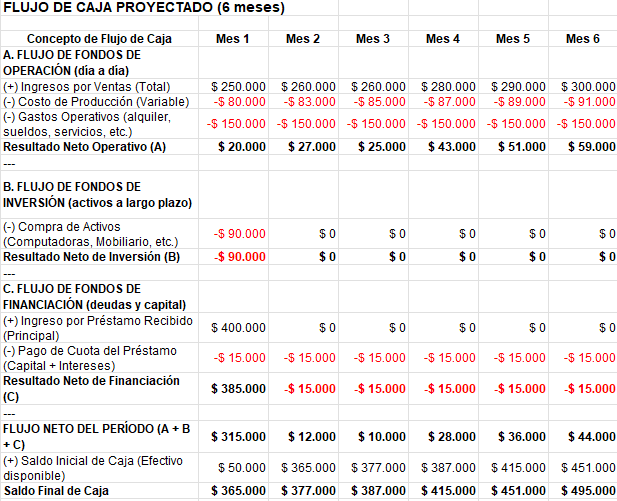 FLUJO DE CAJA PROYECTADO (6 meses)
Concepto de Flujo de Caja Mes 1 Mes 2 Mes 3 Mes 4 Mes 5 Mes 6
A. FLUJO DE FONDOS DE
OPERACIÓN (día a día)
(+) Ingresos por Ventas (Total) $ 250.000 $ 260.000 $ 260.000 $ 280.000 $ 290.000 $ 300.000
(-) Costo de Producción (Variable) -$ 80.000 -$ 83.000 -$ 85.000 -$ 87.000 -$ 89.000 -$ 91.000
(-) Gastos Operativos (alquiler,
sueldos, servicios, etc.) -$ 150.000 -$ 150.000 -$ 150.000 -$ 150.000 -$ 150.000 -$ 150.000
Resultado Neto Operativo (A) $ 20.000 $ 27.000 $ 25.000 $ 43.000 $ 51.000 $ 59.000
---
B. FLUJO DE FONDOS DE
INVERSIÓN (activos a largo plazo)
(-) Compra de Activos
(Computadoras, Mobiliario, etc.) -$ 90.000 $ 0 $ 0 $ 0 $ 0 $ 0
Resultado Neto de Inversión (B) -$ 90.000 $ 0 $ 0 $ 0 $ 0 $ 0
---
C. FLUJO DE FONDOS DE
FINANCIACIÓN (deudas y capital)
(+) Ingreso por Préstamo Recibido
(Principal) $ 400.000 $ 0 $ 0 $ 0 $ 0 $ 0
(-) Pago de Cuota del Préstamo
(Capital + Intereses) -$ 15.000 -$ 15.000 -$ 15.000 -$ 15.000 -$ 15.000 -$ 15.000
Resultado Neto de Financiación
(C) $ 385.000 -$ 15.000 -$ 15.000 -$ 15.000 -$ 15.000 -$ 15.000
---
FLUJO NETO DEL PERÍODO (A + B
+ C) $ 315.000 $ 12.000 $ 10.000 $ 28.000 $ 36.000 $ 44.000
(+) Saldo Inicial de Caja (Efectivo
disponible) $ 50.000 $ 365.000 $ 377.000 $ 387.000 $ 415.000 $ 451.000
Saldo Final de Caja $ 365.000 $ 377.000 $ 387.000 $ 415.000 $ 451.000 $ 495.000